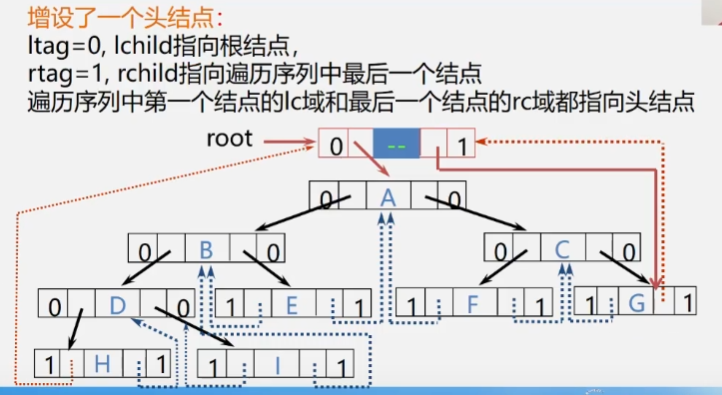 增设了一个头结点：
ltag=0, lchild指向根结点，
rtag=1, rchild指向遍历序列中最后一个结点
遍历序列中第一个结点的lc域和最后一个结点的rc域都指向头结点
root 0 -- 1
0 A 0
0 B 0 0 C 0
0 D 0 1 E 1 1 F 1 1 G 1
1 H 1 1 I 1